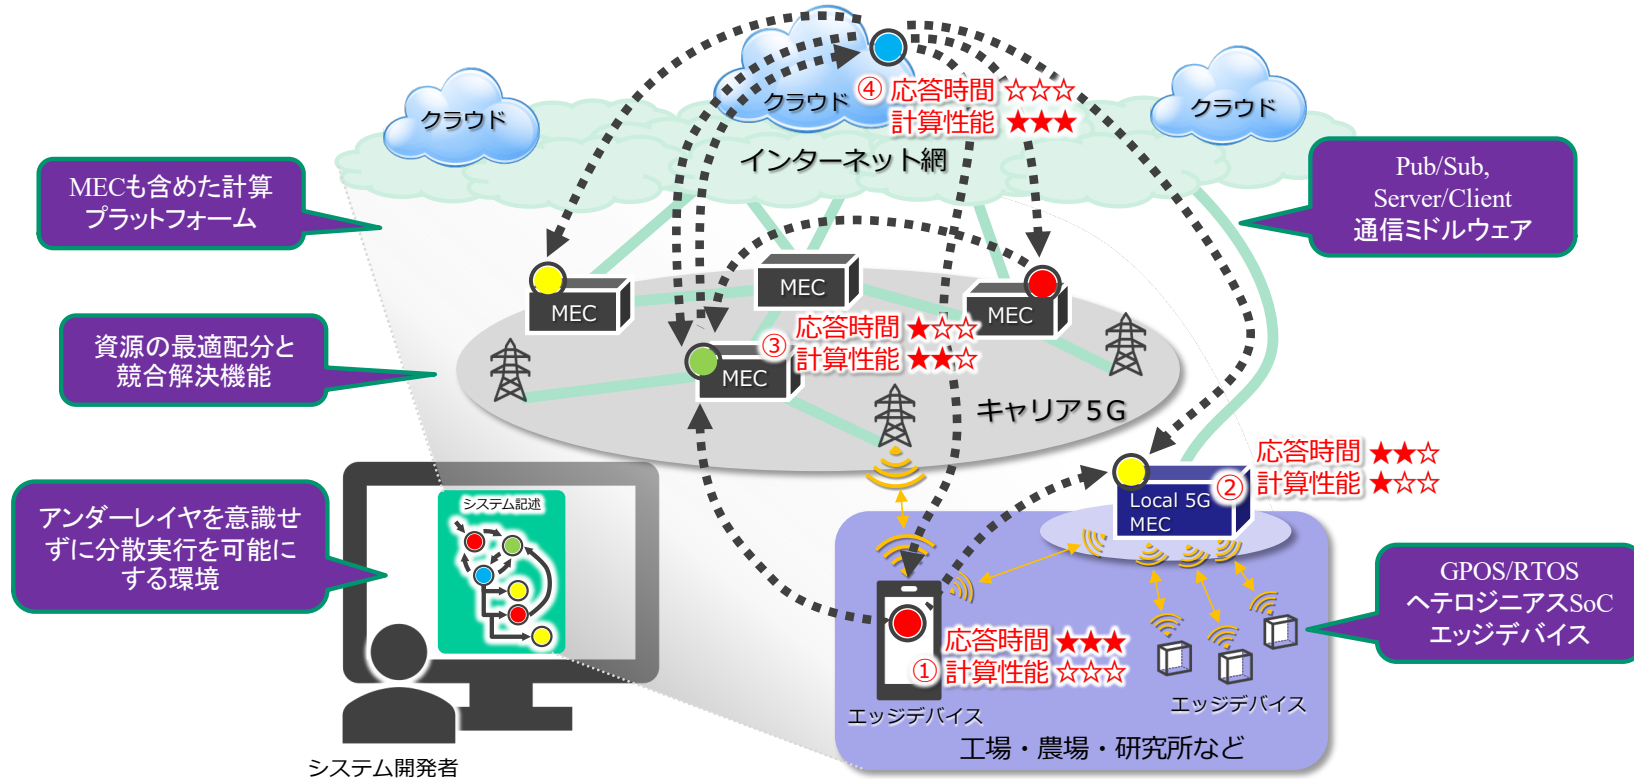 クラウド
クラウド
クラウド
④ 応答時間 ☆☆☆
計算性能 ★★★
インターネット網
MECも含めた計算
プラットフォーム
Pub/Sub,
Server/Client
通信ミドルウェア
MEC
MEC
MEC
③ 応答時間 ★☆☆
計算性能 ★★☆
MEC
資源の最適配分と
競合解決機能
キャリア5G
② 応答時間 ★★☆
計算性能 ★☆☆
Local 5G
MEC
アンダーレイヤを意識せ
ずに分散実行を可能に
する環境
システム記述
GPOS/RTOS
ヘテロジニアスSoC
エッジデバイス
① 応答時間 ★★★
計算性能 ☆☆☆
エッジデバイス
エッジデバイス
工場・農場・研究所など
システム開発者